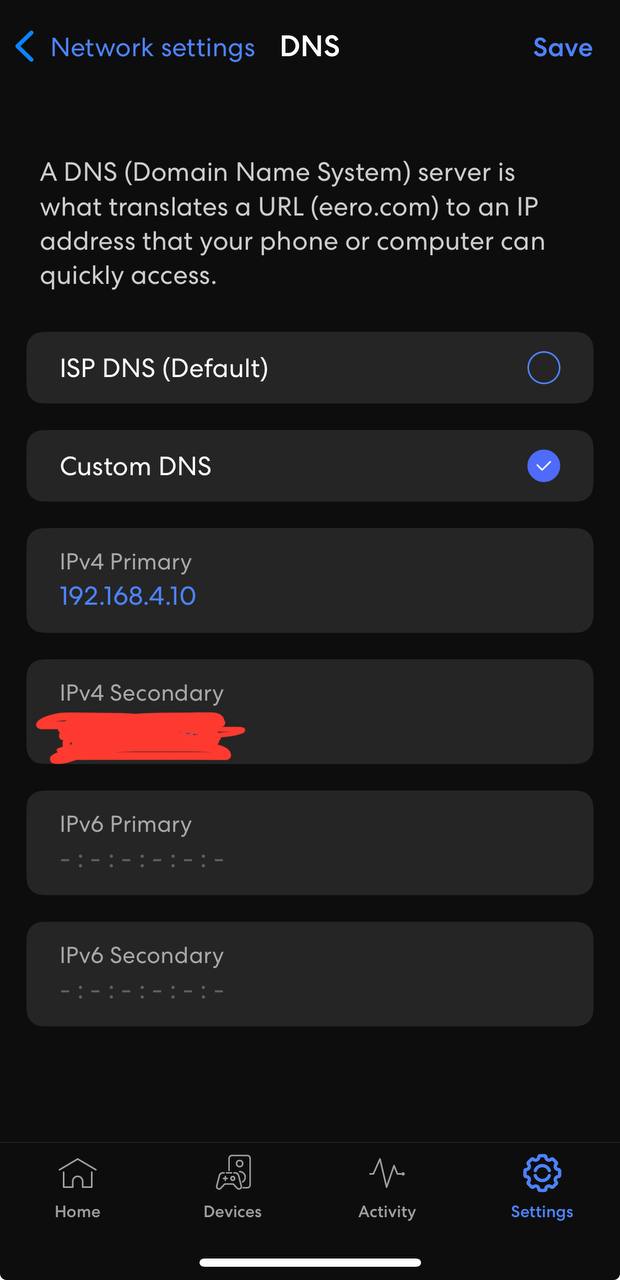 Network settings DNS Save
A DNS (Domain Name System) server is
what translates a URL (eero.com) to an IP
address that your phone or computer can
quickly access.
ISP DNS (Default)
Custom DNS
IPv4 Primary
192.168.4.10
IPv4 Secondary
IPv6 Primary
- : - : - : - : - : -
IPv6 Secondary
- : - : - : - : - : -
Home Devices Activity Settings